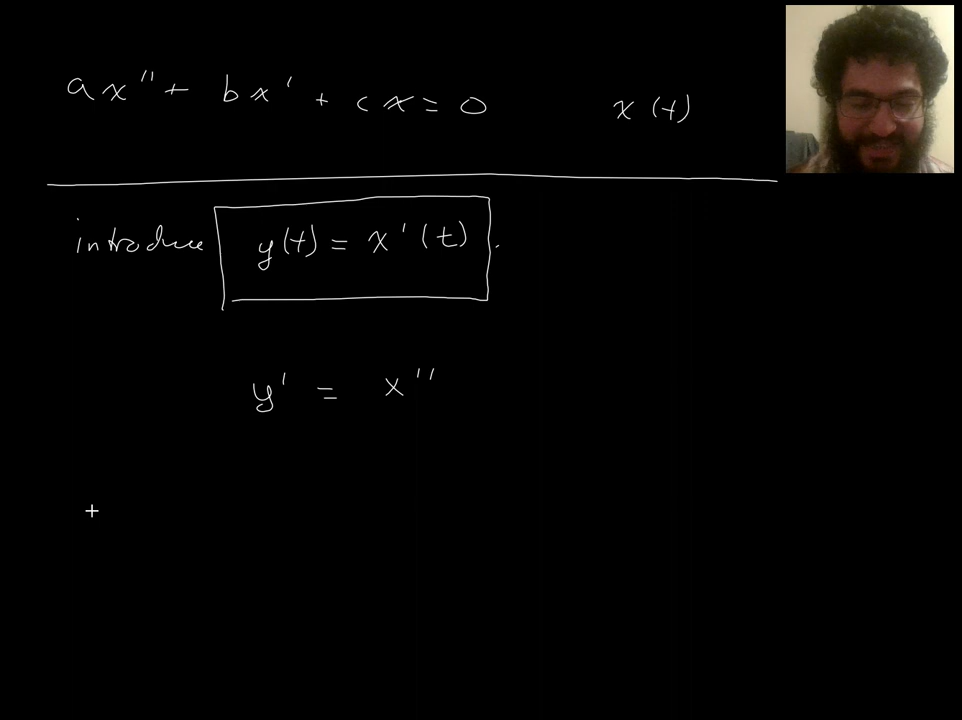 ax'' + bx' + cx = 0 x(t)
introduce y(t) = x'(t).
y' = x''